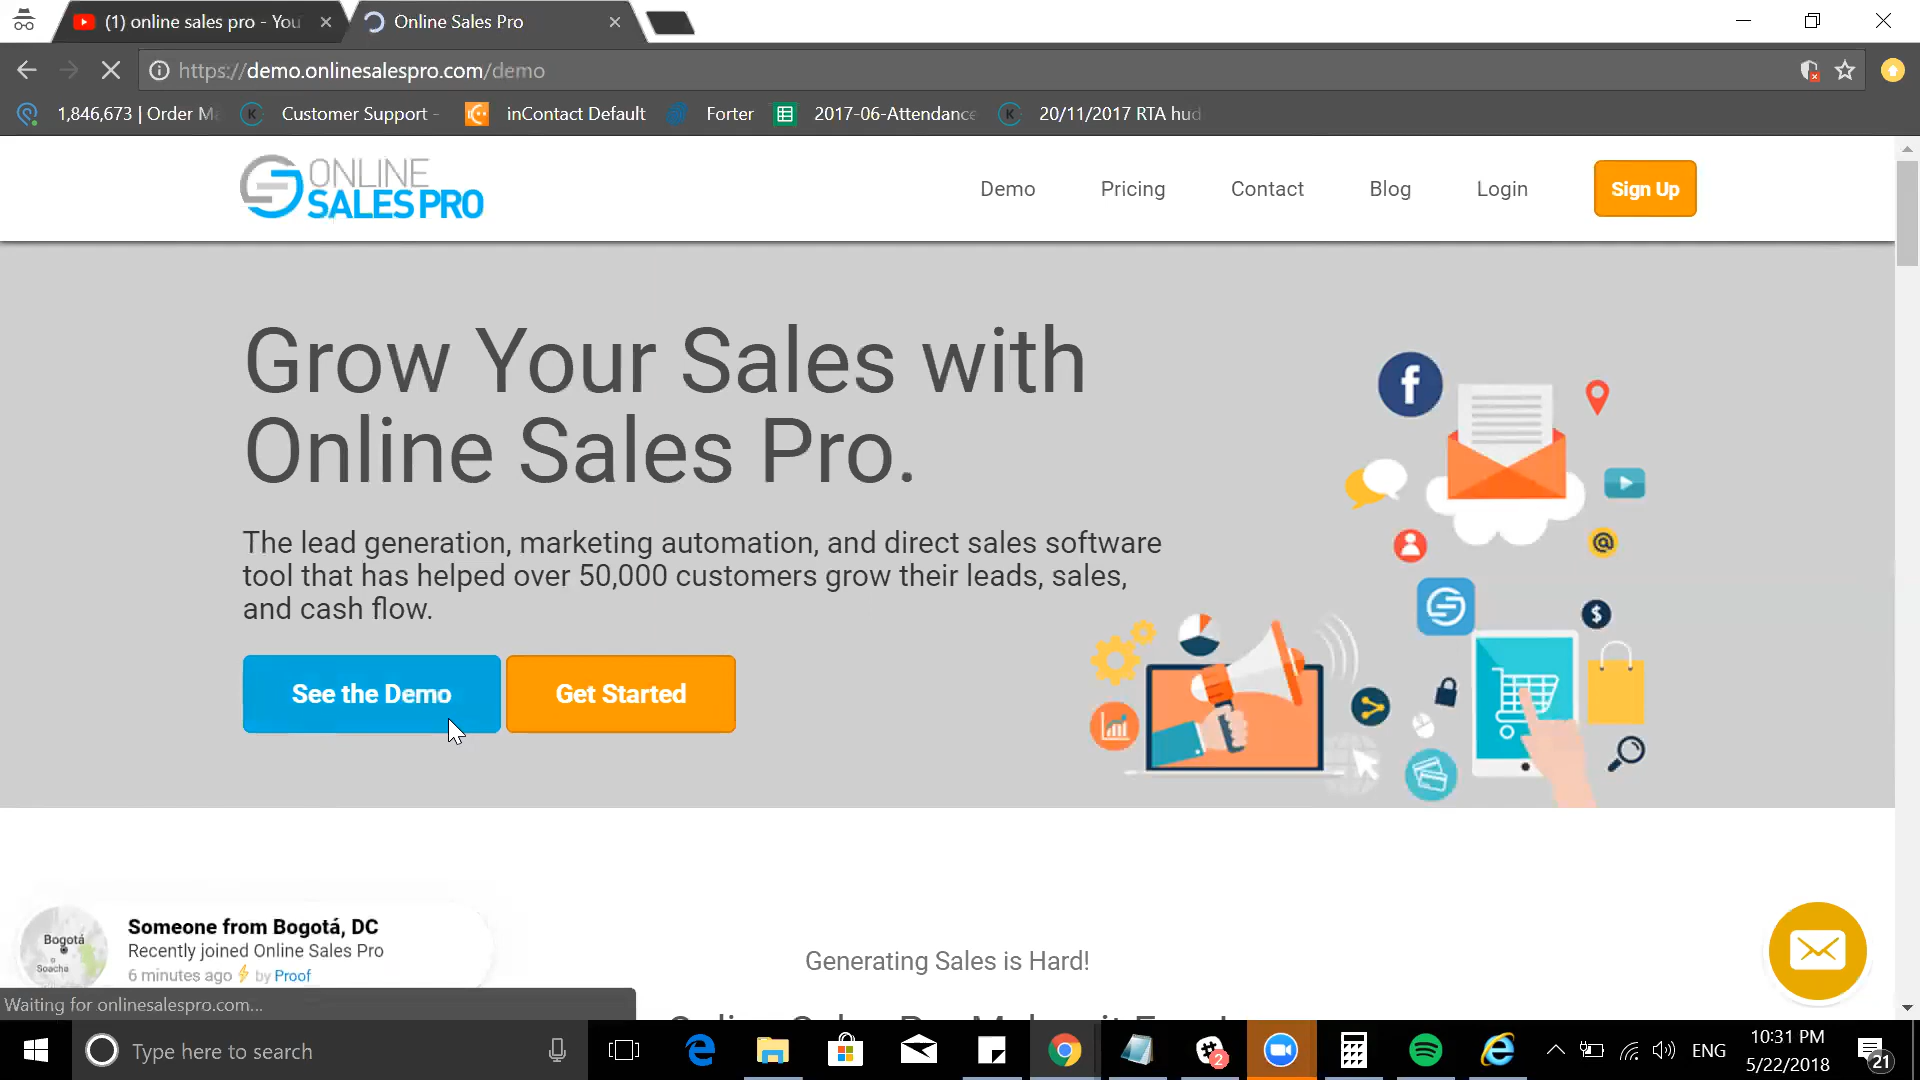 (1) online sales pro - You
Online Sales Pro
https://demo.onlinesalespro.com/demo
1,846,673 | Order Ma
Customer Support -
inContact Default
Forter
2017-06-Attendance
20/11/2017 RTA hud
ONLINE
SALES PRO
Demo
Pricing
Contact
Blog
Login
Sign Up
Grow Your Sales with
Online Sales Pro.
The lead generation, marketing automation, and direct sales software
tool that has helped over 50,000 customers grow their leads, sales,
and cash flow.
See the Demo
Get Started
Someone from Bogotá, DC
Recently joined Online Sales Pro
6 minutes ago ⚡ by Proof
Bogotá
Soacha
Generating Sales is Hard!
Waiting for onlinesalespro.com...
Type here to search
2
ENG
10:31 PM
5/22/2018
21